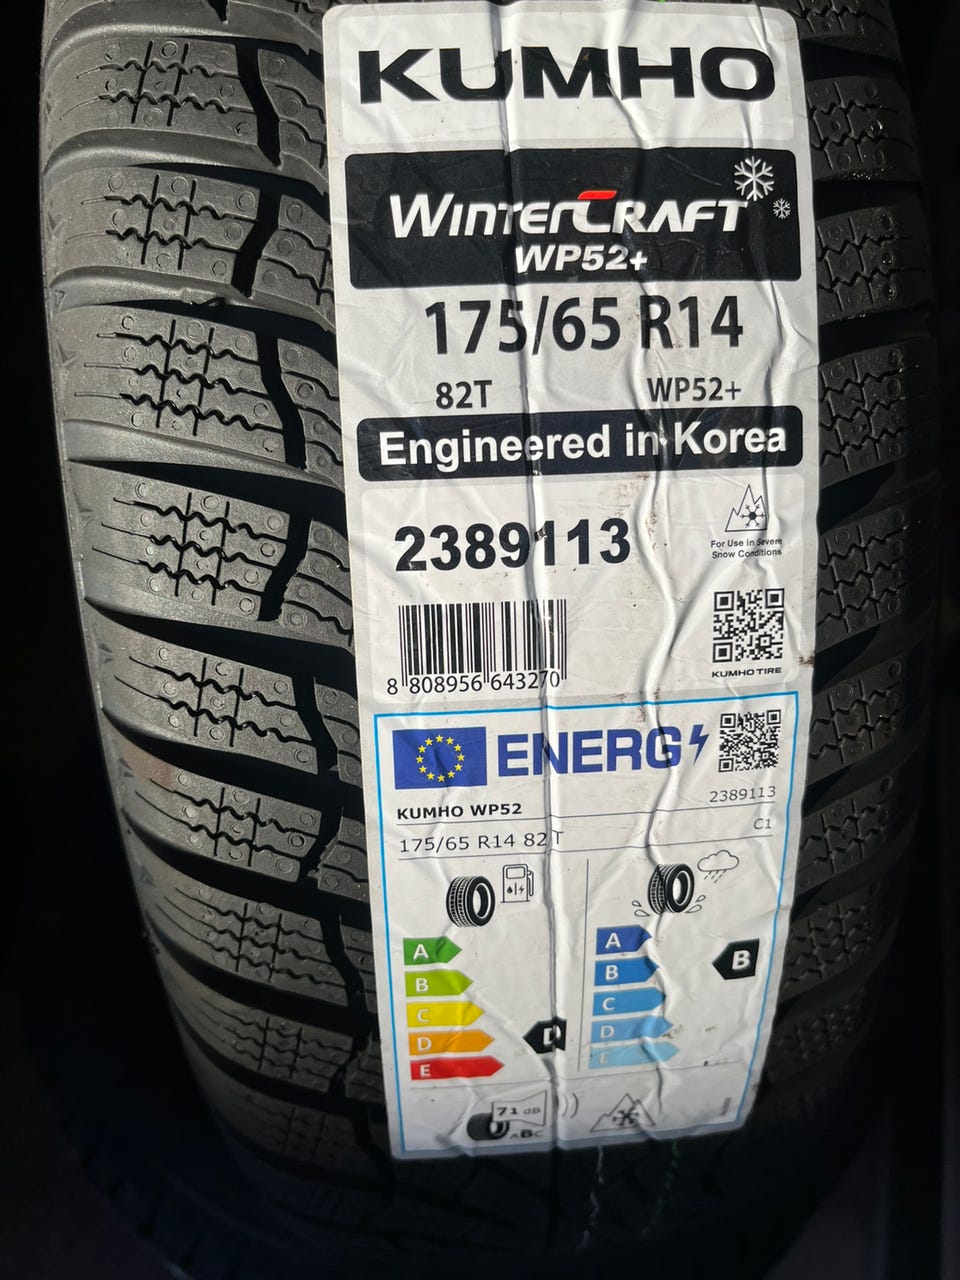 KUMHO
WINTERCRAFT
WP52+
175/65 R14
82T WP52+
Engineered in Korea
2389113
For Use In Severe
Snow Conditions
8 808956 643270
KUMHO TIRE
ENERG
KUMHO WP52 2389113
175/65 R14 82 T C1
A A B
B B
C C
D D D
E E
71 dB
ABC